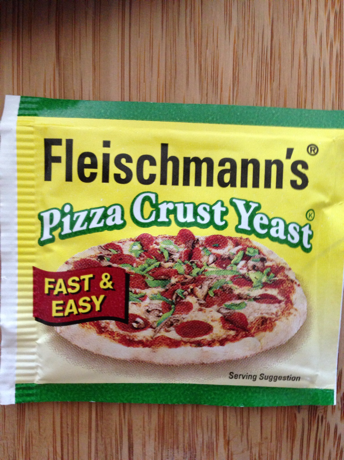 Fleischmann's®
Pizza Crust Yeast
FAST &
EASY
Serving Suggestion